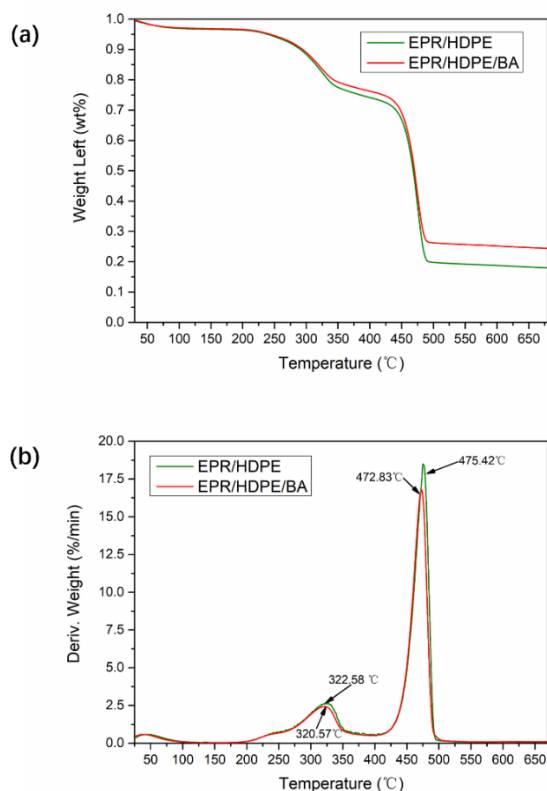 (a)
EPR/HDPE
EPR/HDPE/BA
Weight Left (wt%)
1.0
0.9
0.8
0.7
0.6
0.5
0.4
0.3
0.2
0.1
0.0
50 100 150 200 250 300 350 400 450 500 550 600 650
Temperature (℃)
(b)
EPR/HDPE
EPR/HDPE/BA
472.83℃
475.42℃
322.58 ℃
320.57℃
Deriv. Weight (%/min)
20.0
17.5
15.0
12.5
10.0
7.5
5.0
2.5
0.0
50 100 150 200 250 300 350 400 450 500 550 600 650
Temperature (℃)